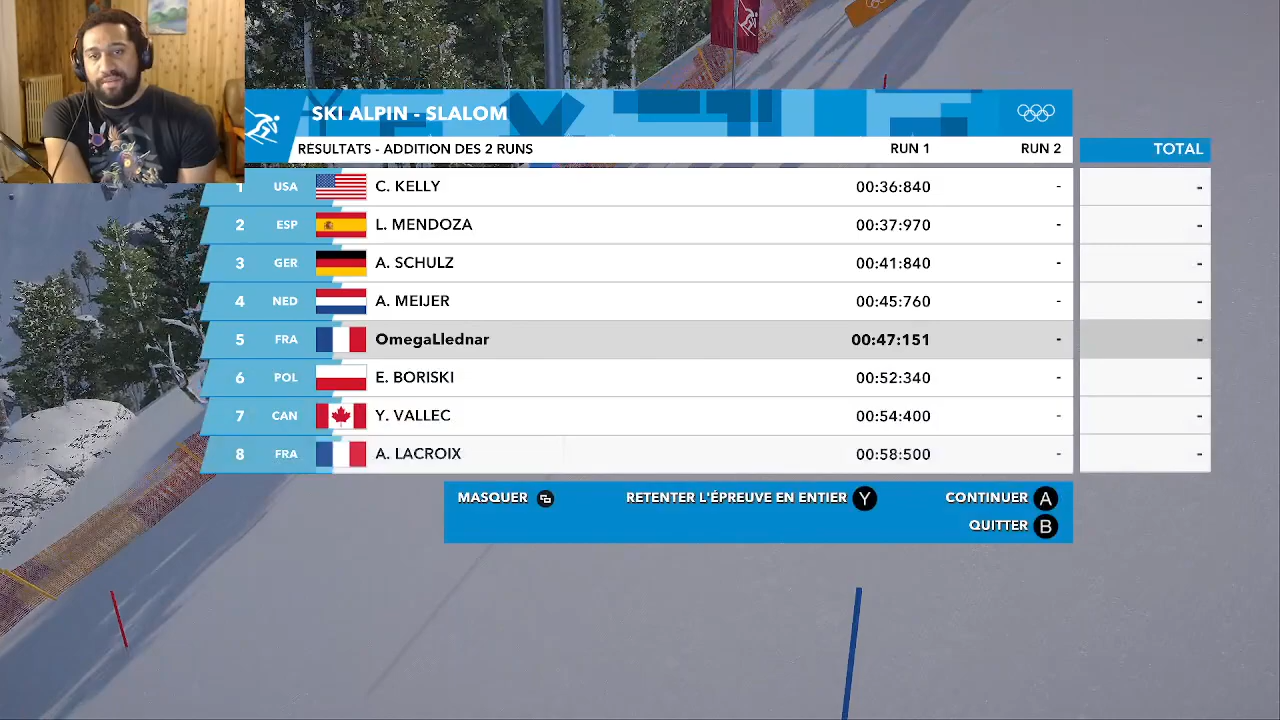 SKI ALPIN - SLALOM
RESULTATS - ADDITION DES 2 RUNS RUN 1 RUN 2 TOTAL
1 USA C. KELLY 00:36:840 - -
2 ESP L. MENDOZA 00:37:970 - -
3 GER A. SCHULZ 00:41:840 - -
4 NED A. MEIJER 00:45:760 - -
5 FRA OmegaLlednar 00:47:151 - -
6 POL E. BORISKI 00:52:340 - -
7 CAN Y. VALLEC 00:54:400 - -
8 FRA A. LACROIX 00:58:500 - -
MASQUER RETENTER L'ÉPREUVE EN ENTIER Y CONTINUER A
QUITTER B